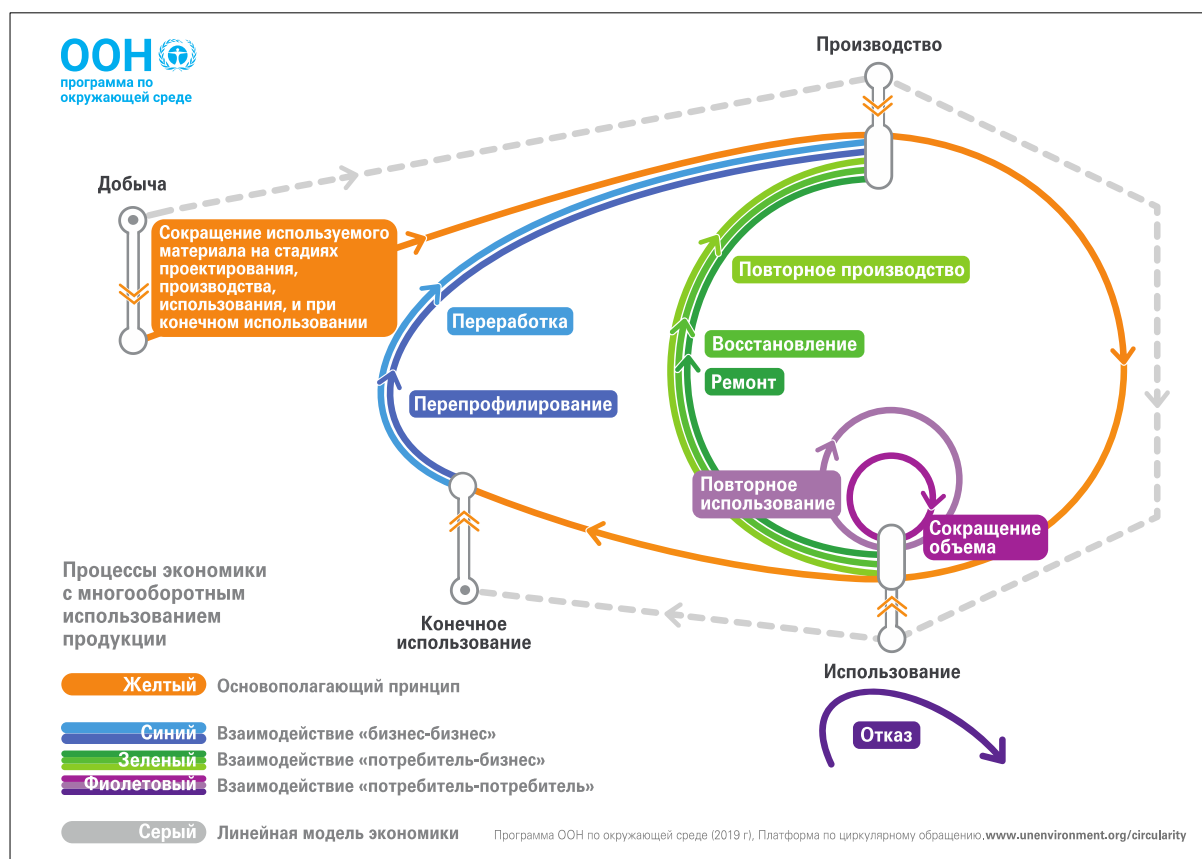 ООН
программа по
окружающей среде
Производство
Добыча
Сокращение используемого
материала на стадиях
проектирования,
производства,
использования, и при
конечном использовании
Повторное производство
Переработка
Восстановление
Ремонт
Перепрофилирование
Повторное
использование
Сокращение
объема
Процессы экономики
с многооборотным
использованием
продукции
Конечное
использование
Использование
Отказ
Желтый Основополагающий принцип
Синий Взаимодействие «бизнес-бизнес»
Зеленый Взаимодействие «потребитель-бизнес»
Фиолетовый Взаимодействие «потребитель-потребитель»
Серый Линейная модель экономики
Программа ООН по окружающей среде (2019 г), Платформа по циркулярному обращению, www.unenvironment.org/circularity